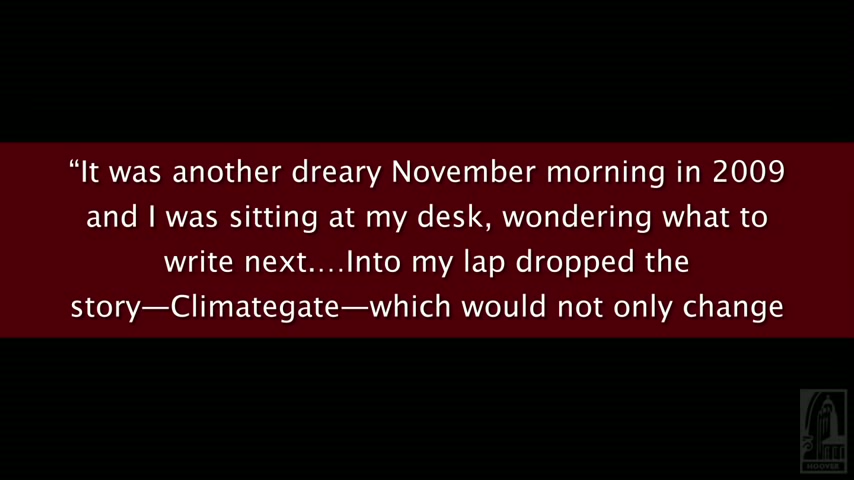 “It was another dreary November morning in 2009
and I was sitting at my desk, wondering what to
write next.…Into my lap dropped the
story—Climategate—which would not only change
HOOVER